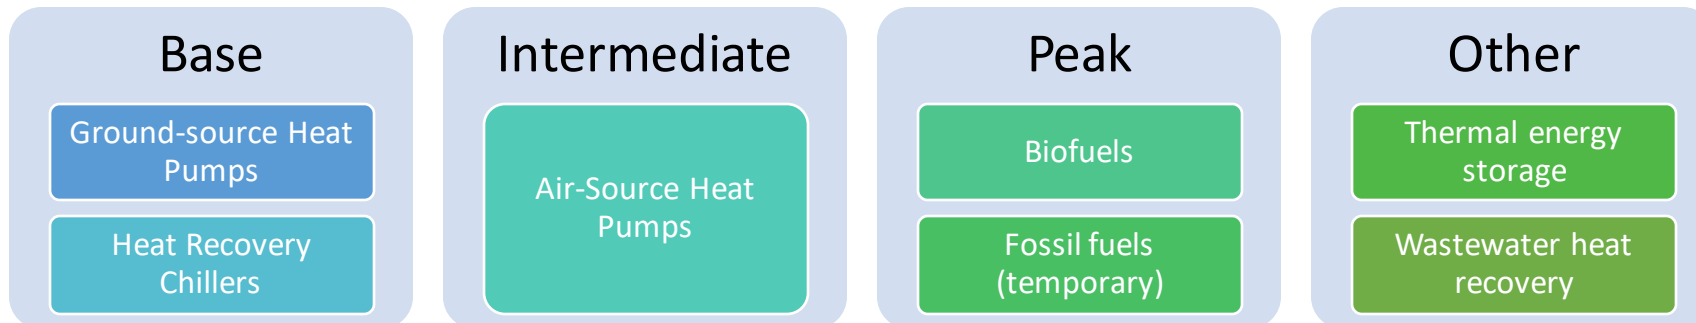 Base
Ground-source Heat
Pumps
Heat Recovery
Chillers
Intermediate
Air-Source Heat
Pumps
Peak
Biofuels
Fossil fuels
(temporary)
Other
Thermal energy
storage
Wastewater heat
recovery